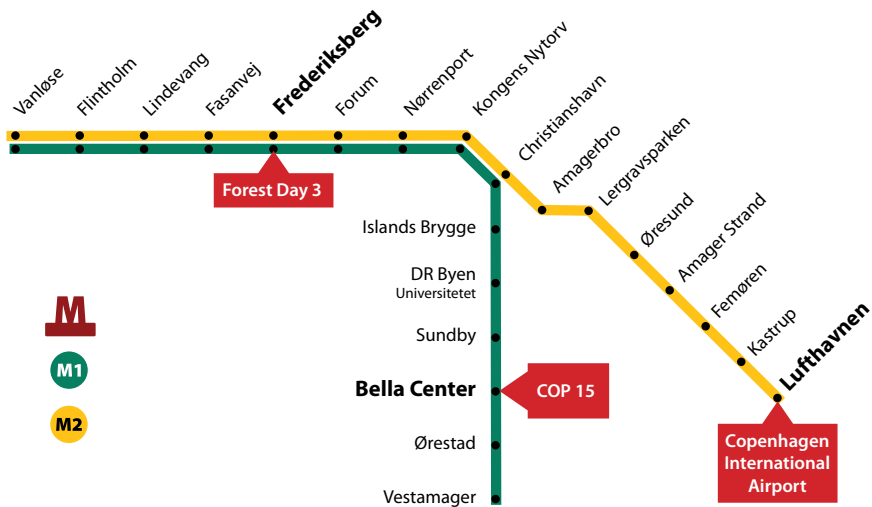 Vanløse
Flintholm
Lindevang
Fasanvej
Frederiksberg
Forum
Nørrenport
Kongens Nytorv
Christianshavn
Amagerbro
Lergravsparken
Øresund
Amager Strand
Femøren
Kastrup
Lufthavnen
Forest Day 3
Islands Brygge
DR Byen
Universitetet
Sundby
Bella Center
COP 15
Ørestad
Vestamager
M
M1
M2
Copenhagen
International
Airport